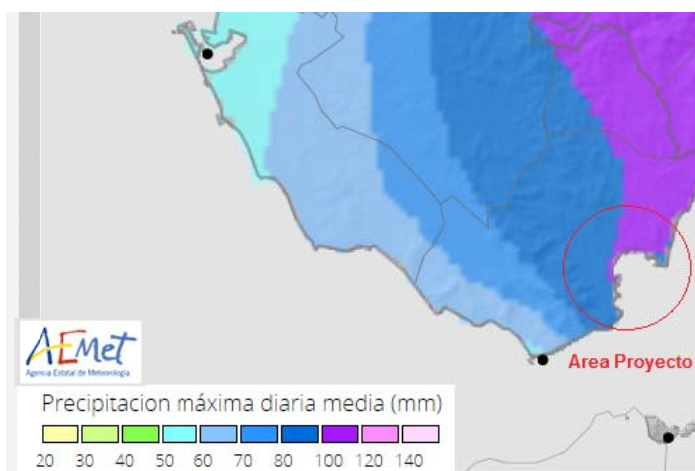 AEMet
Agencia Estatal de Meteorología
Area Proyecto
Precipitacion máxima diaria media (mm)
20 30 40 50 60 70 80 100 120 140